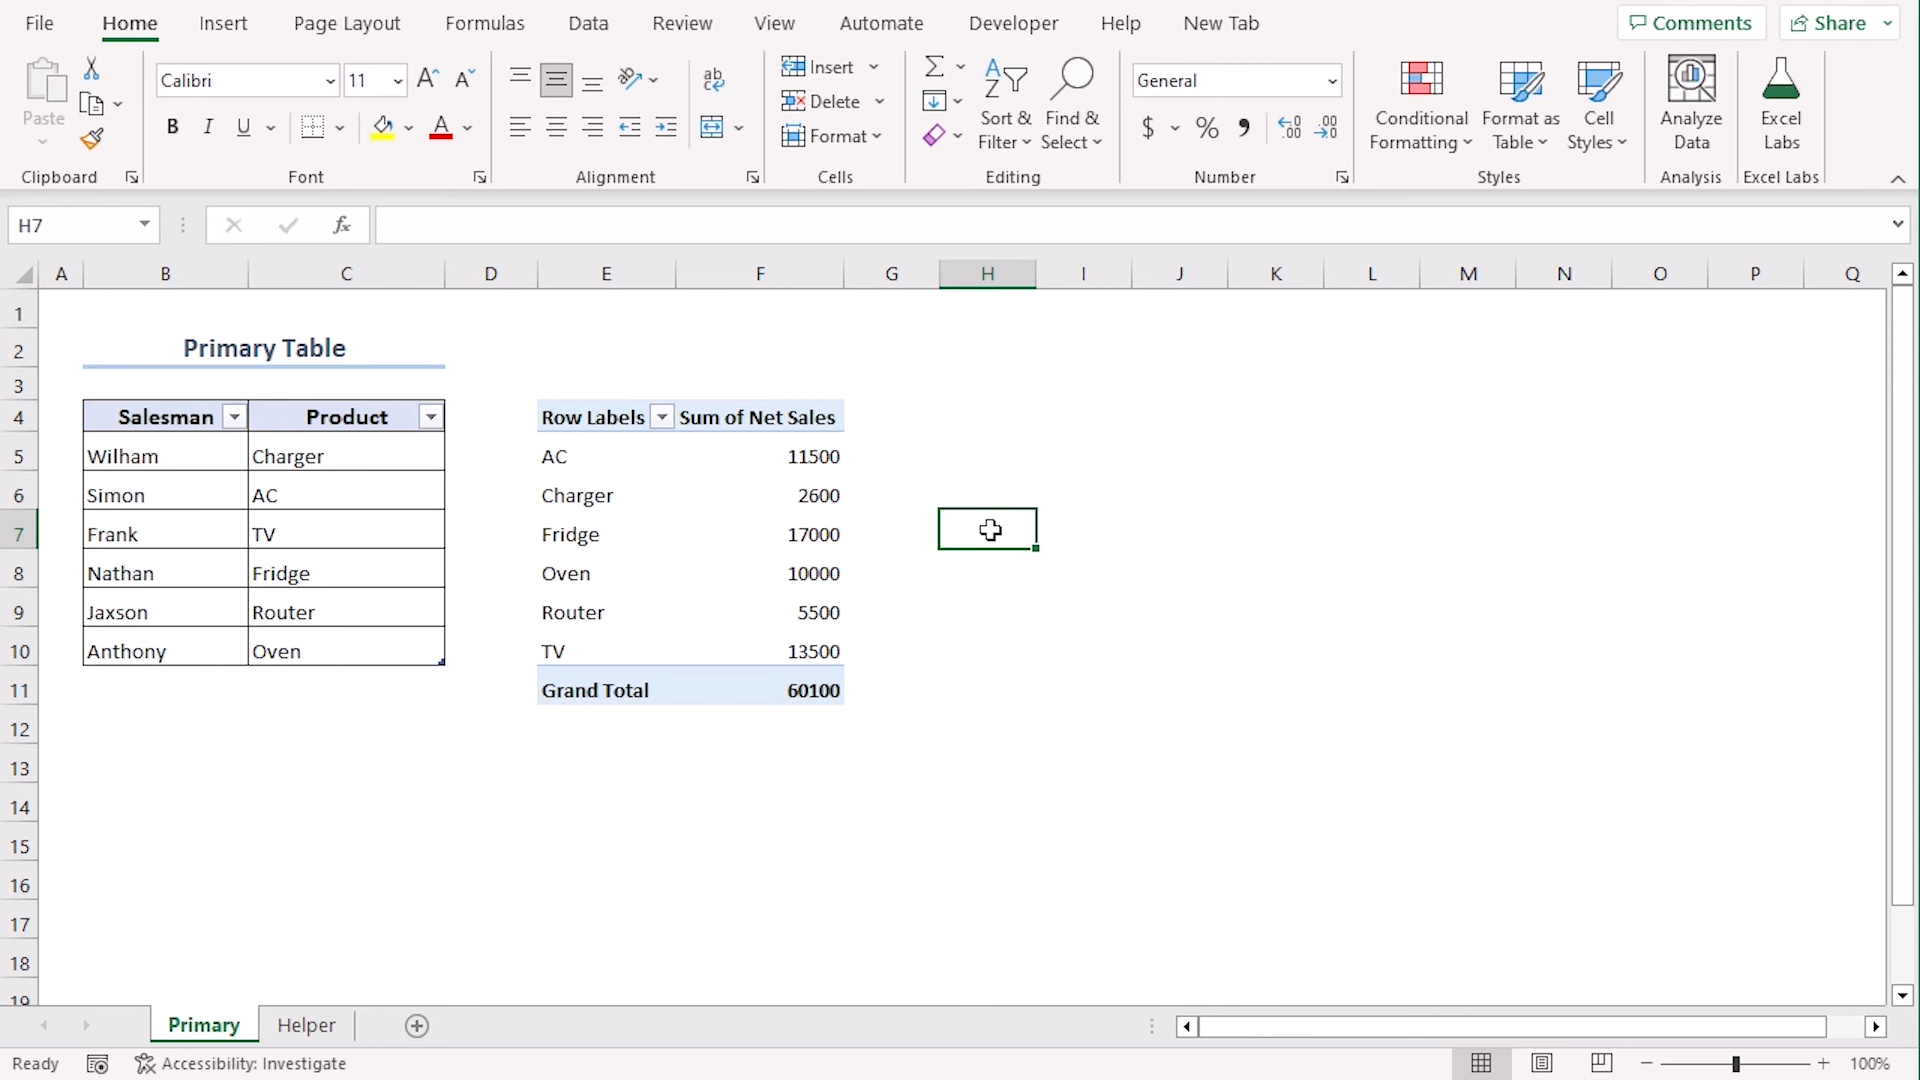 File Home Insert Page Layout Formulas Data Review View Automate Developer Help New Tab Comments Share
Paste
Calibri 11
B I U
ab
Insert
Delete
Format
Sort & Filter
Find & Select
General
$ % 9 .00 .00
Conditional Formatting
Format as Table
Cell Styles
Analyze Data
Excel Labs
Clipboard Font Alignment Cells Editing Number Styles Analysis Excel Labs
H7 fx
A B C D E F G H I J K L M N O P Q
1
2 Primary Table
3
4 Salesman Product Row Labels Sum of Net Sales
5 Wilham Charger AC 11500
6 Simon AC Charger 2600
7 Frank TV Fridge 17000
8 Nathan Fridge Oven 10000
9 Jaxson Router Router 5500
10 Anthony Oven TV 13500
11 Grand Total 60100
12
13
14
15
16
17
18
19
Primary Helper
Ready Accessibility: Investigate 100%